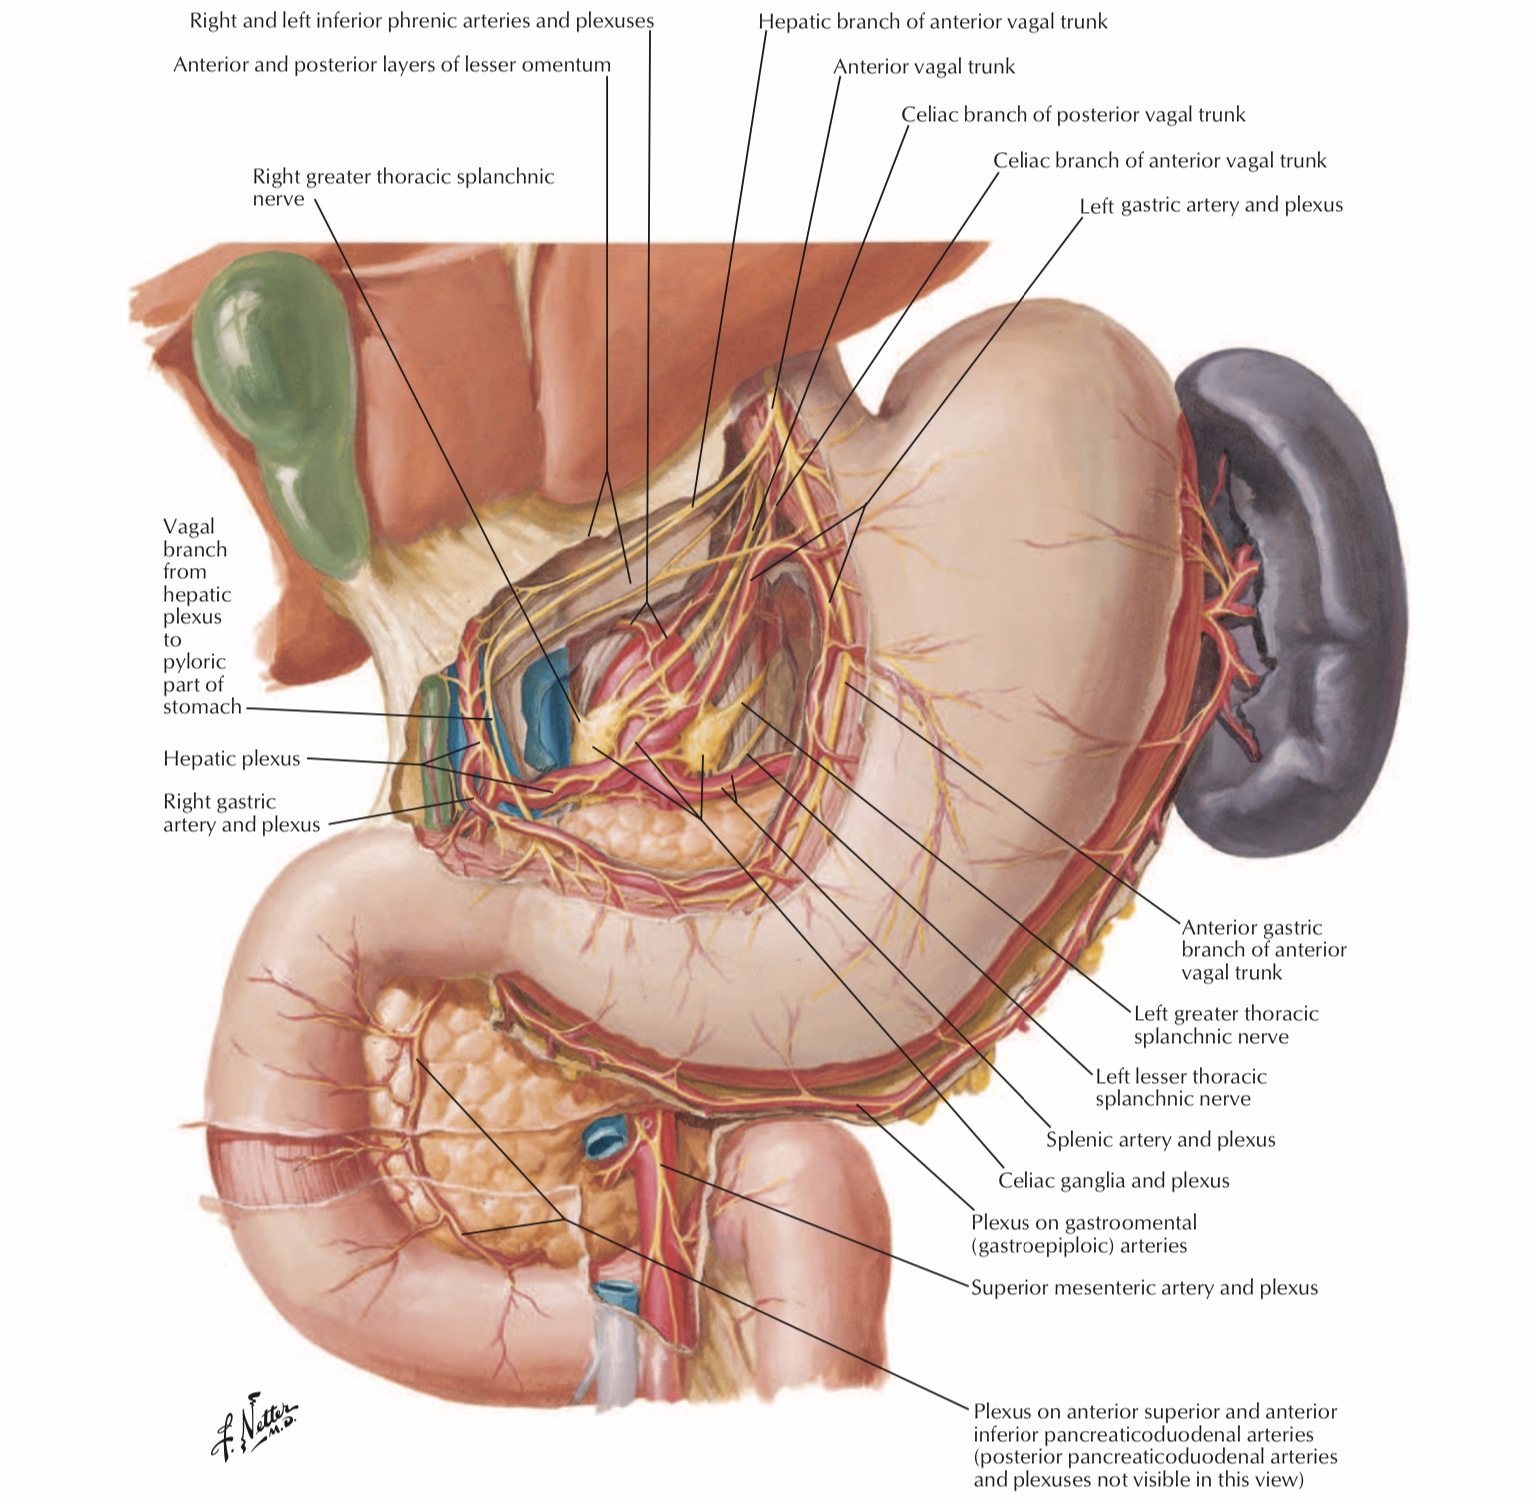 Right and left inferior phrenic arteries and plexuses
Hepatic branch of anterior vagal trunk
Anterior and posterior layers of lesser omentum
Anterior vagal trunk
Celiac branch of posterior vagal trunk
Celiac branch of anterior vagal trunk
Right greater thoracic splanchnic
nerve
Left gastric artery and plexus
Vagal
branch
from
hepatic
plexus
to
pyloric
part of
stomach
Hepatic plexus
Right gastric
artery and plexus
Anterior gastric
branch of anterior
vagal trunk
Left greater thoracic
splanchnic nerve
Left lesser thoracic
splanchnic nerve
Splenic artery and plexus
Celiac ganglia and plexus
Plexus on gastroomental
(gastroepiploic) arteries
Superior mesenteric artery and plexus
Plexus on anterior superior and anterior
inferior pancreaticoduodenal arteries
(posterior pancreaticoduodenal arteries
and plexuses not visible in this view)
F. Netter
M.D.